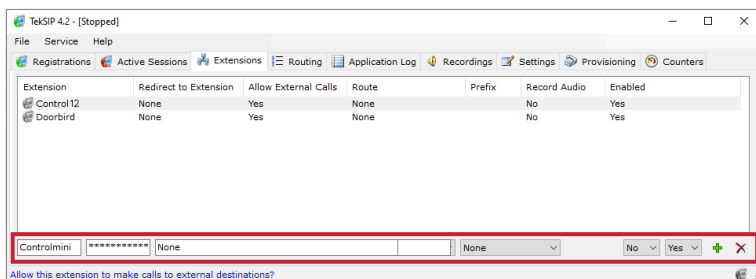 TekSIP 4.2 - [Stopped]
File Service Help
Registrations Active Sessions Extensions Routing Application Log Recordings Settings Provisioning Counters
Extension Redirect to Extension Allow External Calls Route Prefix Record Audio Enabled
Control12 None Yes None No Yes
Doorbird None Yes None No Yes
Controlmini *********** None None No Yes
Allow this extension to make calls to external destinations?